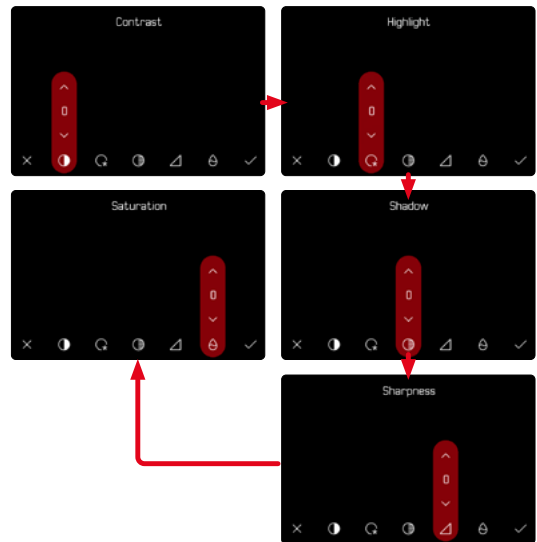 Contrast
0
Highlight
0
Saturation
0
Shadow
0
Sharpness
0